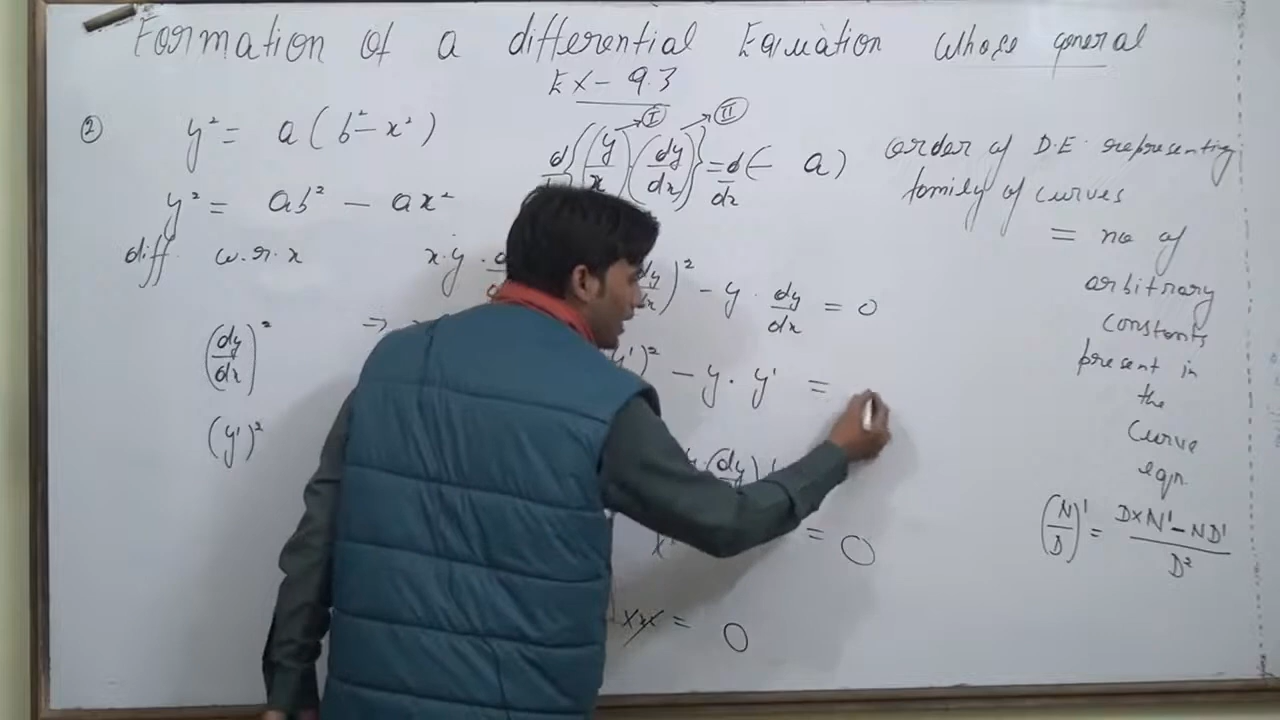 Formation of a differential Equation whose general
Ex - 9.3
② y² = a (b² - x²)
y² = ab² - ax²
diff. w.r.x
(dy/dx)²
(y')²
d {(y/x) (dy/dx)} = d/dx (- a)
Ⅰ Ⅱ
x.y.
⇒
)² - y . dy/dx = 0
y')² - y. y' =
(dy
= 0
= 0
order of D.E. representing
family of curves
= no of
arbitrary
constants
present in
the
Curve
eqn.
(N/D)' = D×N' - ND' / D²